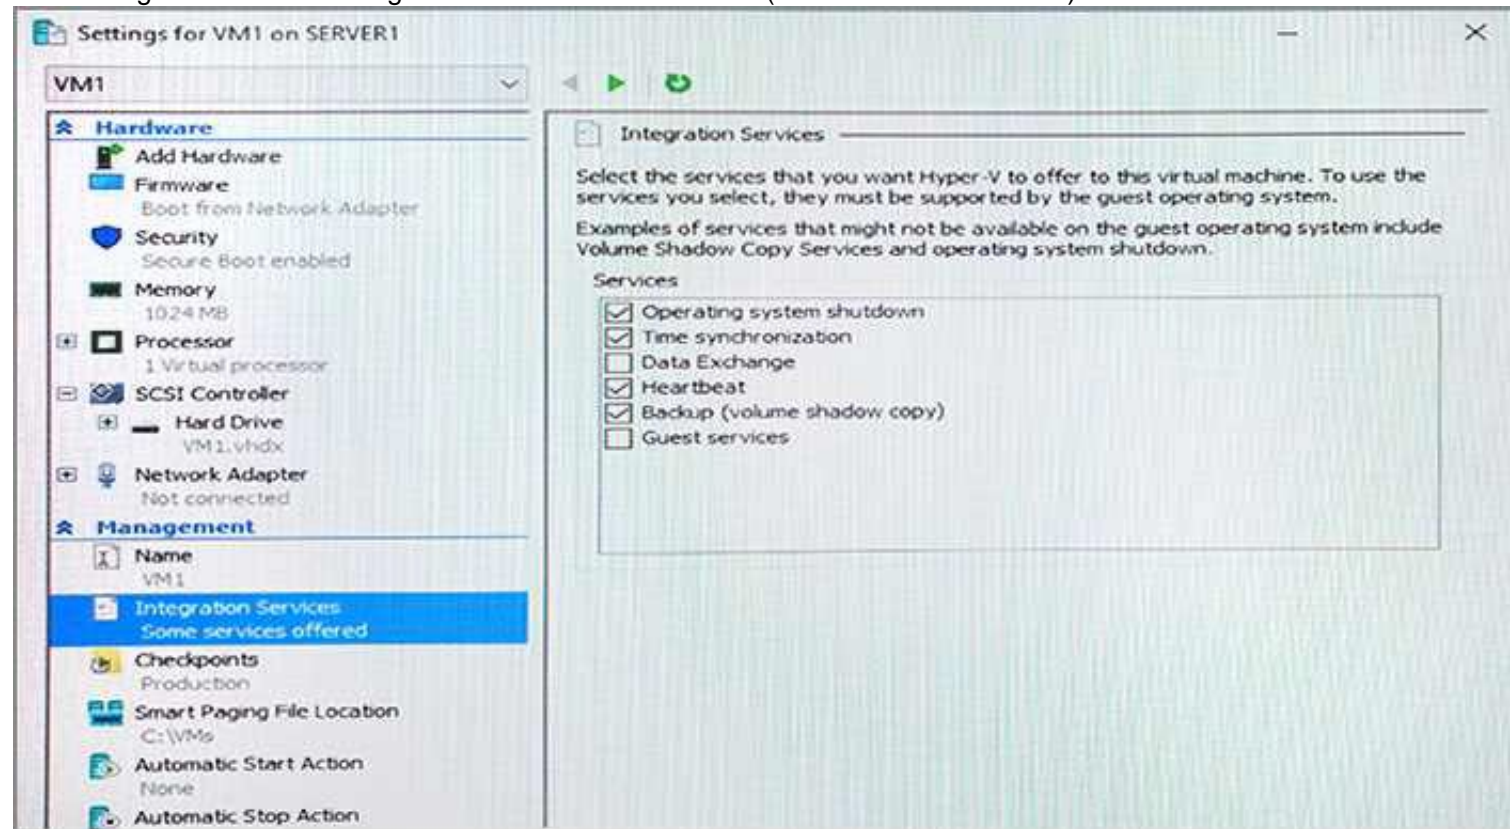 Settings for VM1 on SERVER1
VM1
Hardware
Add Hardware
Firmware
Boot from Network Adapter
Security
Secure Boot enabled
Memory
1024 MB
Processor
1 Virtual processor
SCSI Controller
Hard Drive
VM1.vhdx
Network Adapter
Not connected
Management
Name
VM1
Integration Services
Some services offered
Checkpoints
Production
Smart Paging File Location
C:\VMs
Automatic Start Action
None
Automatic Stop Action
Integration Services
Select the services that you want Hyper-V to offer to this virtual machine. To use the
services you select, they must be supported by the guest operating system.
Examples of services that might not be available on the guest operating system include
Volume Shadow Copy Services and operating system shutdown.
Services
Operating system shutdown
Time synchronization
Data Exchange
Heartbeat
Backup (volume shadow copy)
Guest services